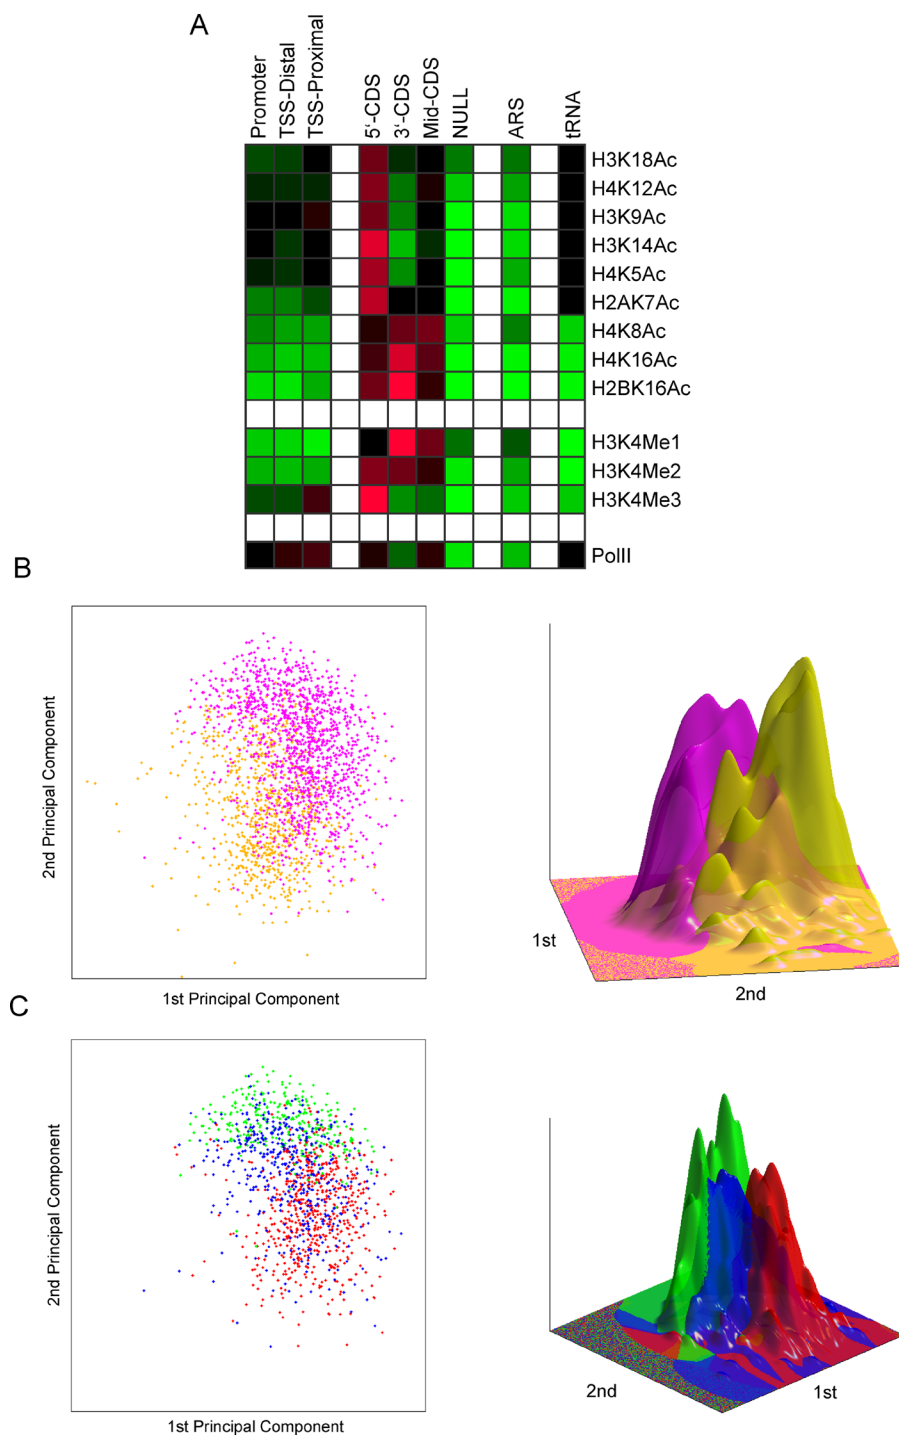 A
Promoter
TSS-Distal
TSS-Proximal
5'-CDS
3'-CDS
Mid-CDS
NULL
ARS
tRNA
H3K18Ac
H4K12Ac
H3K9Ac
H3K14Ac
H4K5Ac
H2AK7Ac
H4K8Ac
H4K16Ac
H2BK16Ac
H3K4Me1
H3K4Me2
H3K4Me3
PolII
B
2nd Principal Component
1st Principal Component
1st
2nd
C
2nd Principal Component
1st Principal Component
2nd
1st